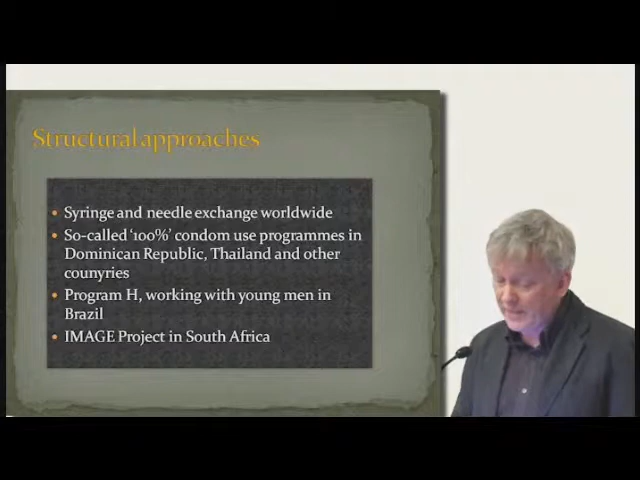 Structural approaches
• Syringe and needle exchange worldwide
• So-called '100%' condom use programmes in
Dominican Republic, Thailand and other
counyries
• Program H, working with young men in
Brazil
• IMAGE Project in South Africa